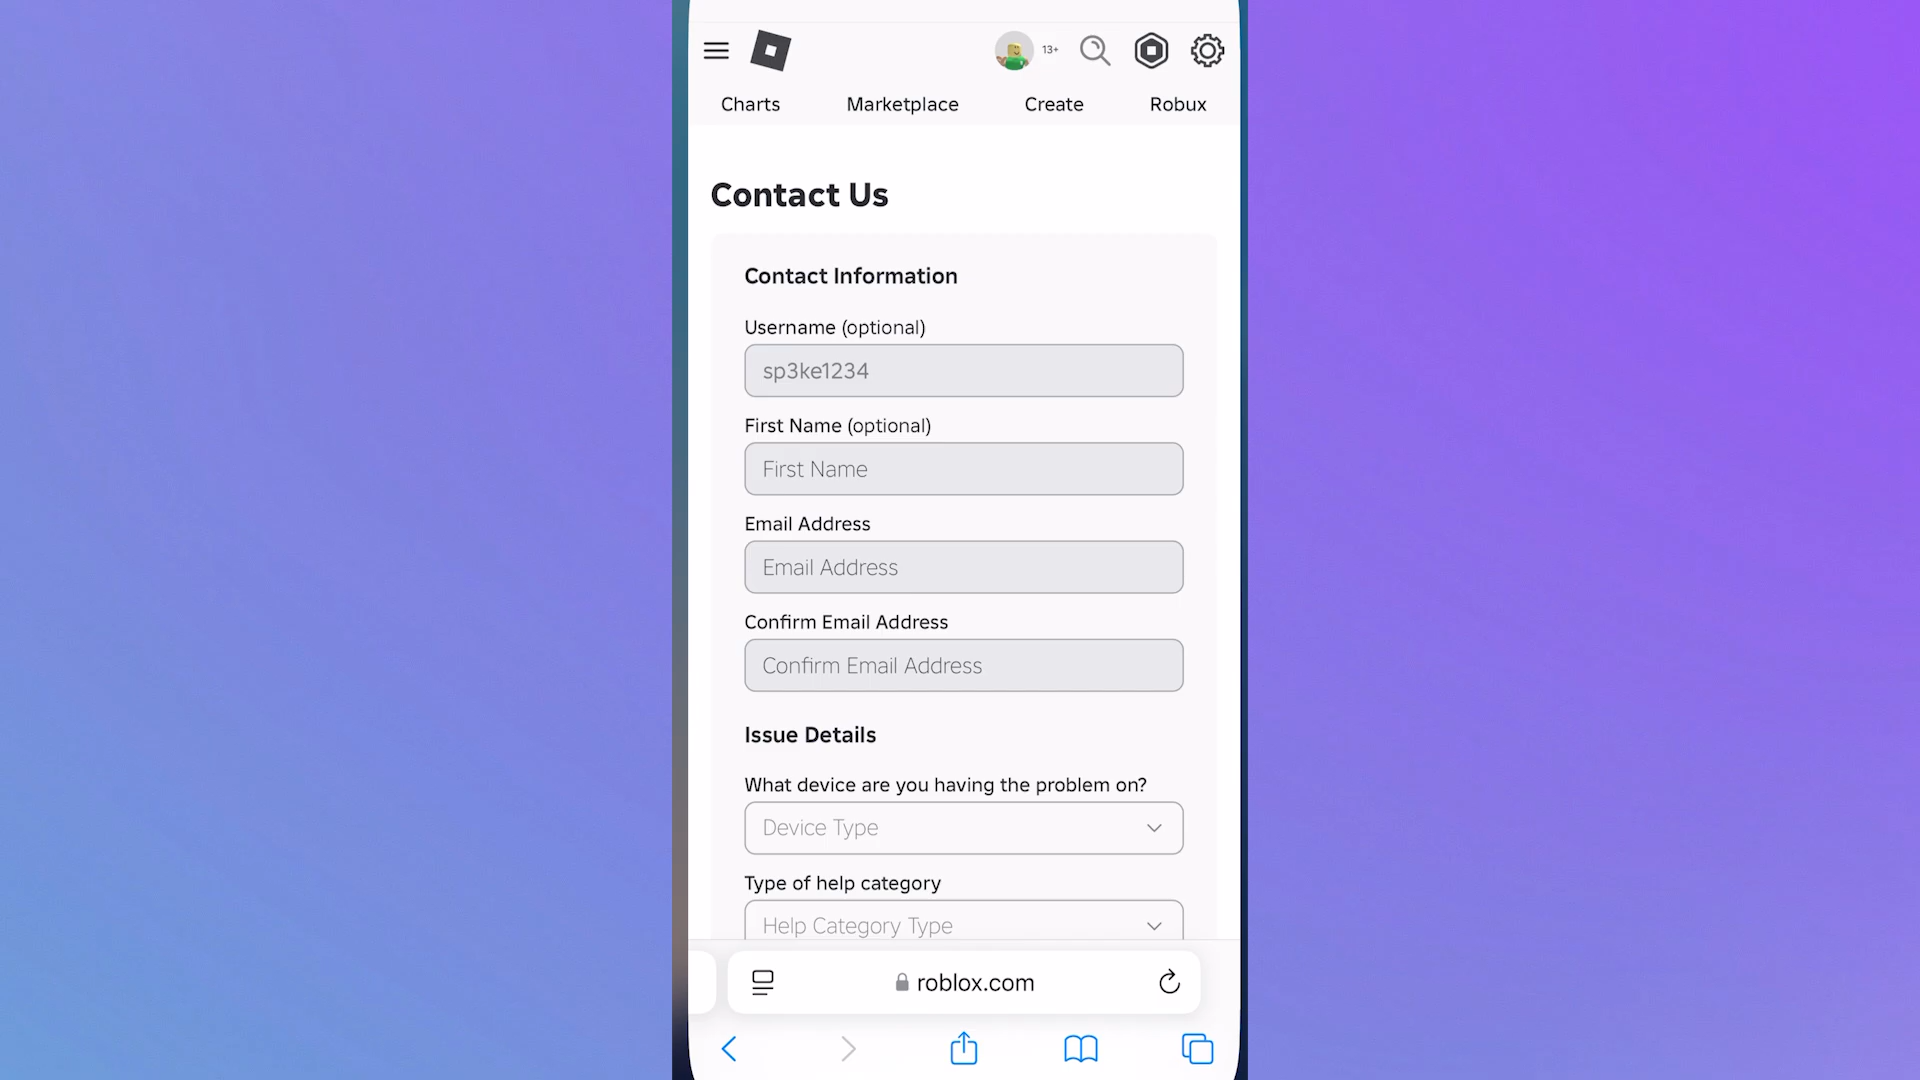 13+
Charts Marketplace Create Robux
Contact Us
Contact Information
Username (optional)
sp3ke1234
First Name (optional)
First Name
Email Address
Email Address
Confirm Email Address
Confirm Email Address
Issue Details
What device are you having the problem on?
Device Type
Type of help category
Help Category Type
roblox.com